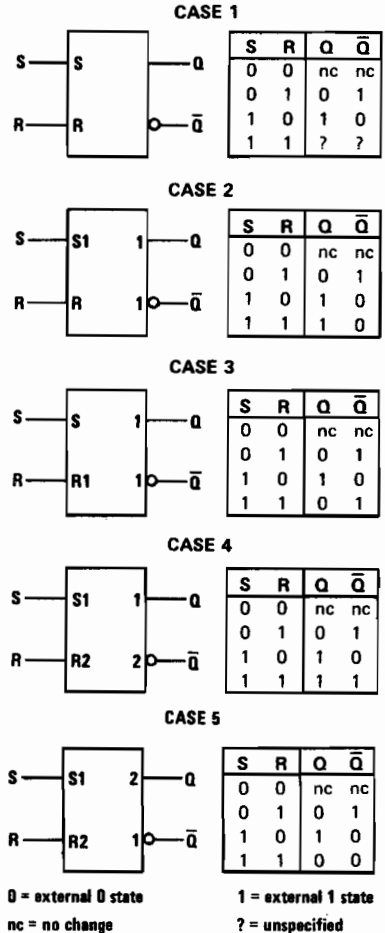 CASE 1
S S Q
R R Q̅
S R Q Q̅
0 0 nc nc
0 1 0 1
1 0 1 0
1 1 ? ?
CASE 2
S S1 1 Q
R R 1 Q̅
S R Q Q̅
0 0 nc nc
0 1 0 1
1 0 1 0
1 1 1 0
CASE 3
S S 1 Q
R R1 1 Q̅
S R Q Q̅
0 0 nc nc
0 1 0 1
1 0 1 0
1 1 0 1
CASE 4
S S1 1 Q
R R2 2 Q̅
S R Q Q̅
0 0 nc nc
0 1 0 1
1 0 1 0
1 1 1 1
CASE 5
S S1 2 Q
R R2 1 Q̅
S R Q Q̅
0 0 nc nc
0 1 0 1
1 0 1 0
1 1 0 0
0 = external 0 state 1 = external 1 state
nc = no change ? = unspecified